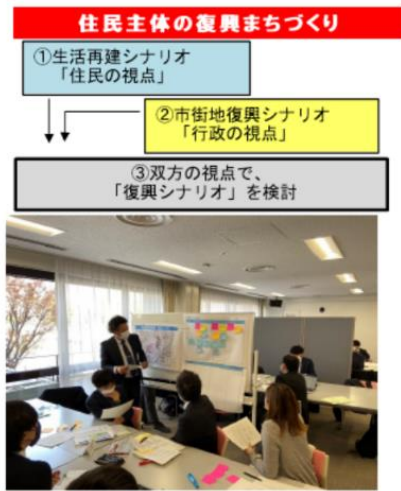 住民主体の復興まちづくり
①生活再建シナリオ
「住民の視点」
②市街地復興シナリオ
「行政の視点」
③双方の視点で、
「復興シナリオ」を検討